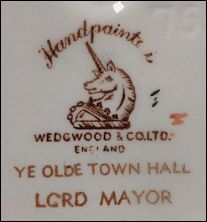 Handpainted
WEDGWOOD & CO. LTD.
ENGLAND
YE OLDE TOWN HALL
LORD MAYOR